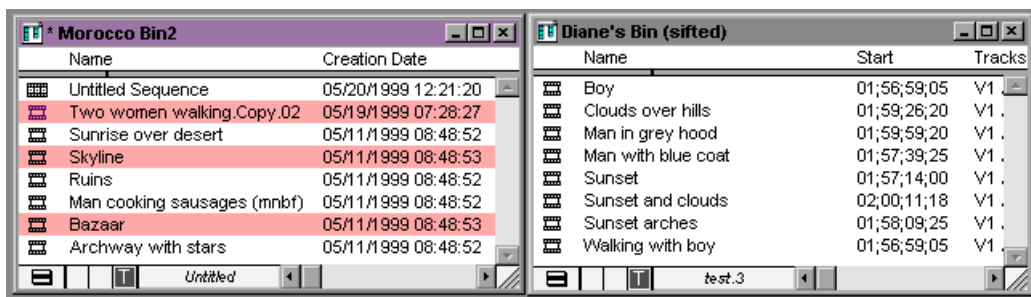 * Morocco Bin2
Name Creation Date
Untitled Sequence 05/20/1999 12:21:20
Two women walking.Copy.02 05/19/1999 07:28:27
Sunrise over desert 05/11/1999 08:48:52
Skyline 05/11/1999 08:48:53
Ruins 05/11/1999 08:48:52
Man cooking sausages (mnbf) 05/11/1999 08:48:52
Bazaar 05/11/1999 08:48:53
Archway with stars 05/11/1999 08:48:52
T Untitled
Diane's Bin (sifted)
Name Start Tracks
Boy 01;56;59;05 V1 .
Clouds over hills 01;59;26;20 V1 .
Man in grey hood 01;59;59;20 V1 .
Man with blue coat 01;57;39;25 V1 .
Sunset 01;57;14;00 V1 .
Sunset and clouds 02;00;11;18 V1 .
Sunset arches 01;58;09;25 V1 .
Walking with boy 01;56;59;05 V1 .
T test.3